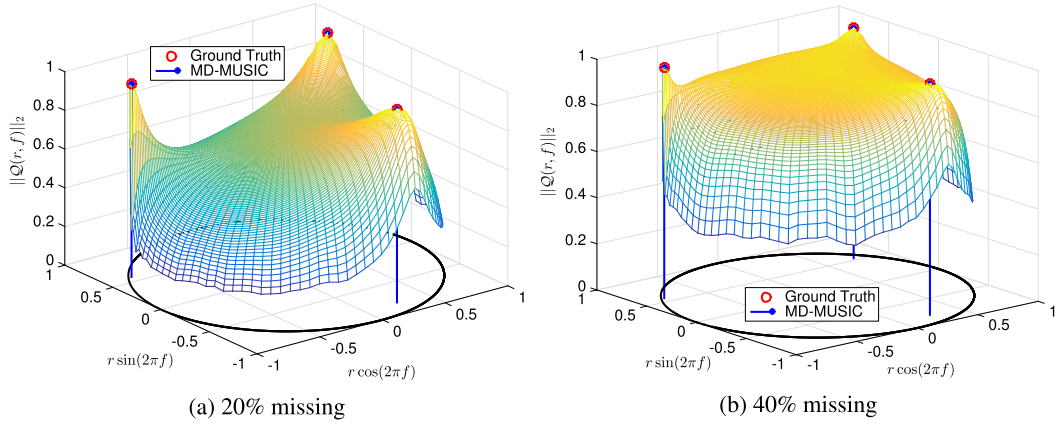 Ground Truth
MD-MUSIC
1
0.8
0.6
0.4
0.2
0
||Q(r, f)||₂
1
0.5
0
-0.5
-1
r sin(2πf)
-1
-0.5
0
0.5
1
r cos(2πf)
(a) 20% missing
1
0.8
0.6
0.4
0.2
0
||Q(r, f)||₂
Ground Truth
MD-MUSIC
1
0.5
0
-0.5
-1
r sin(2πf)
-1
-0.5
0
0.5
1
r cos(2πf)
(b) 40% missing